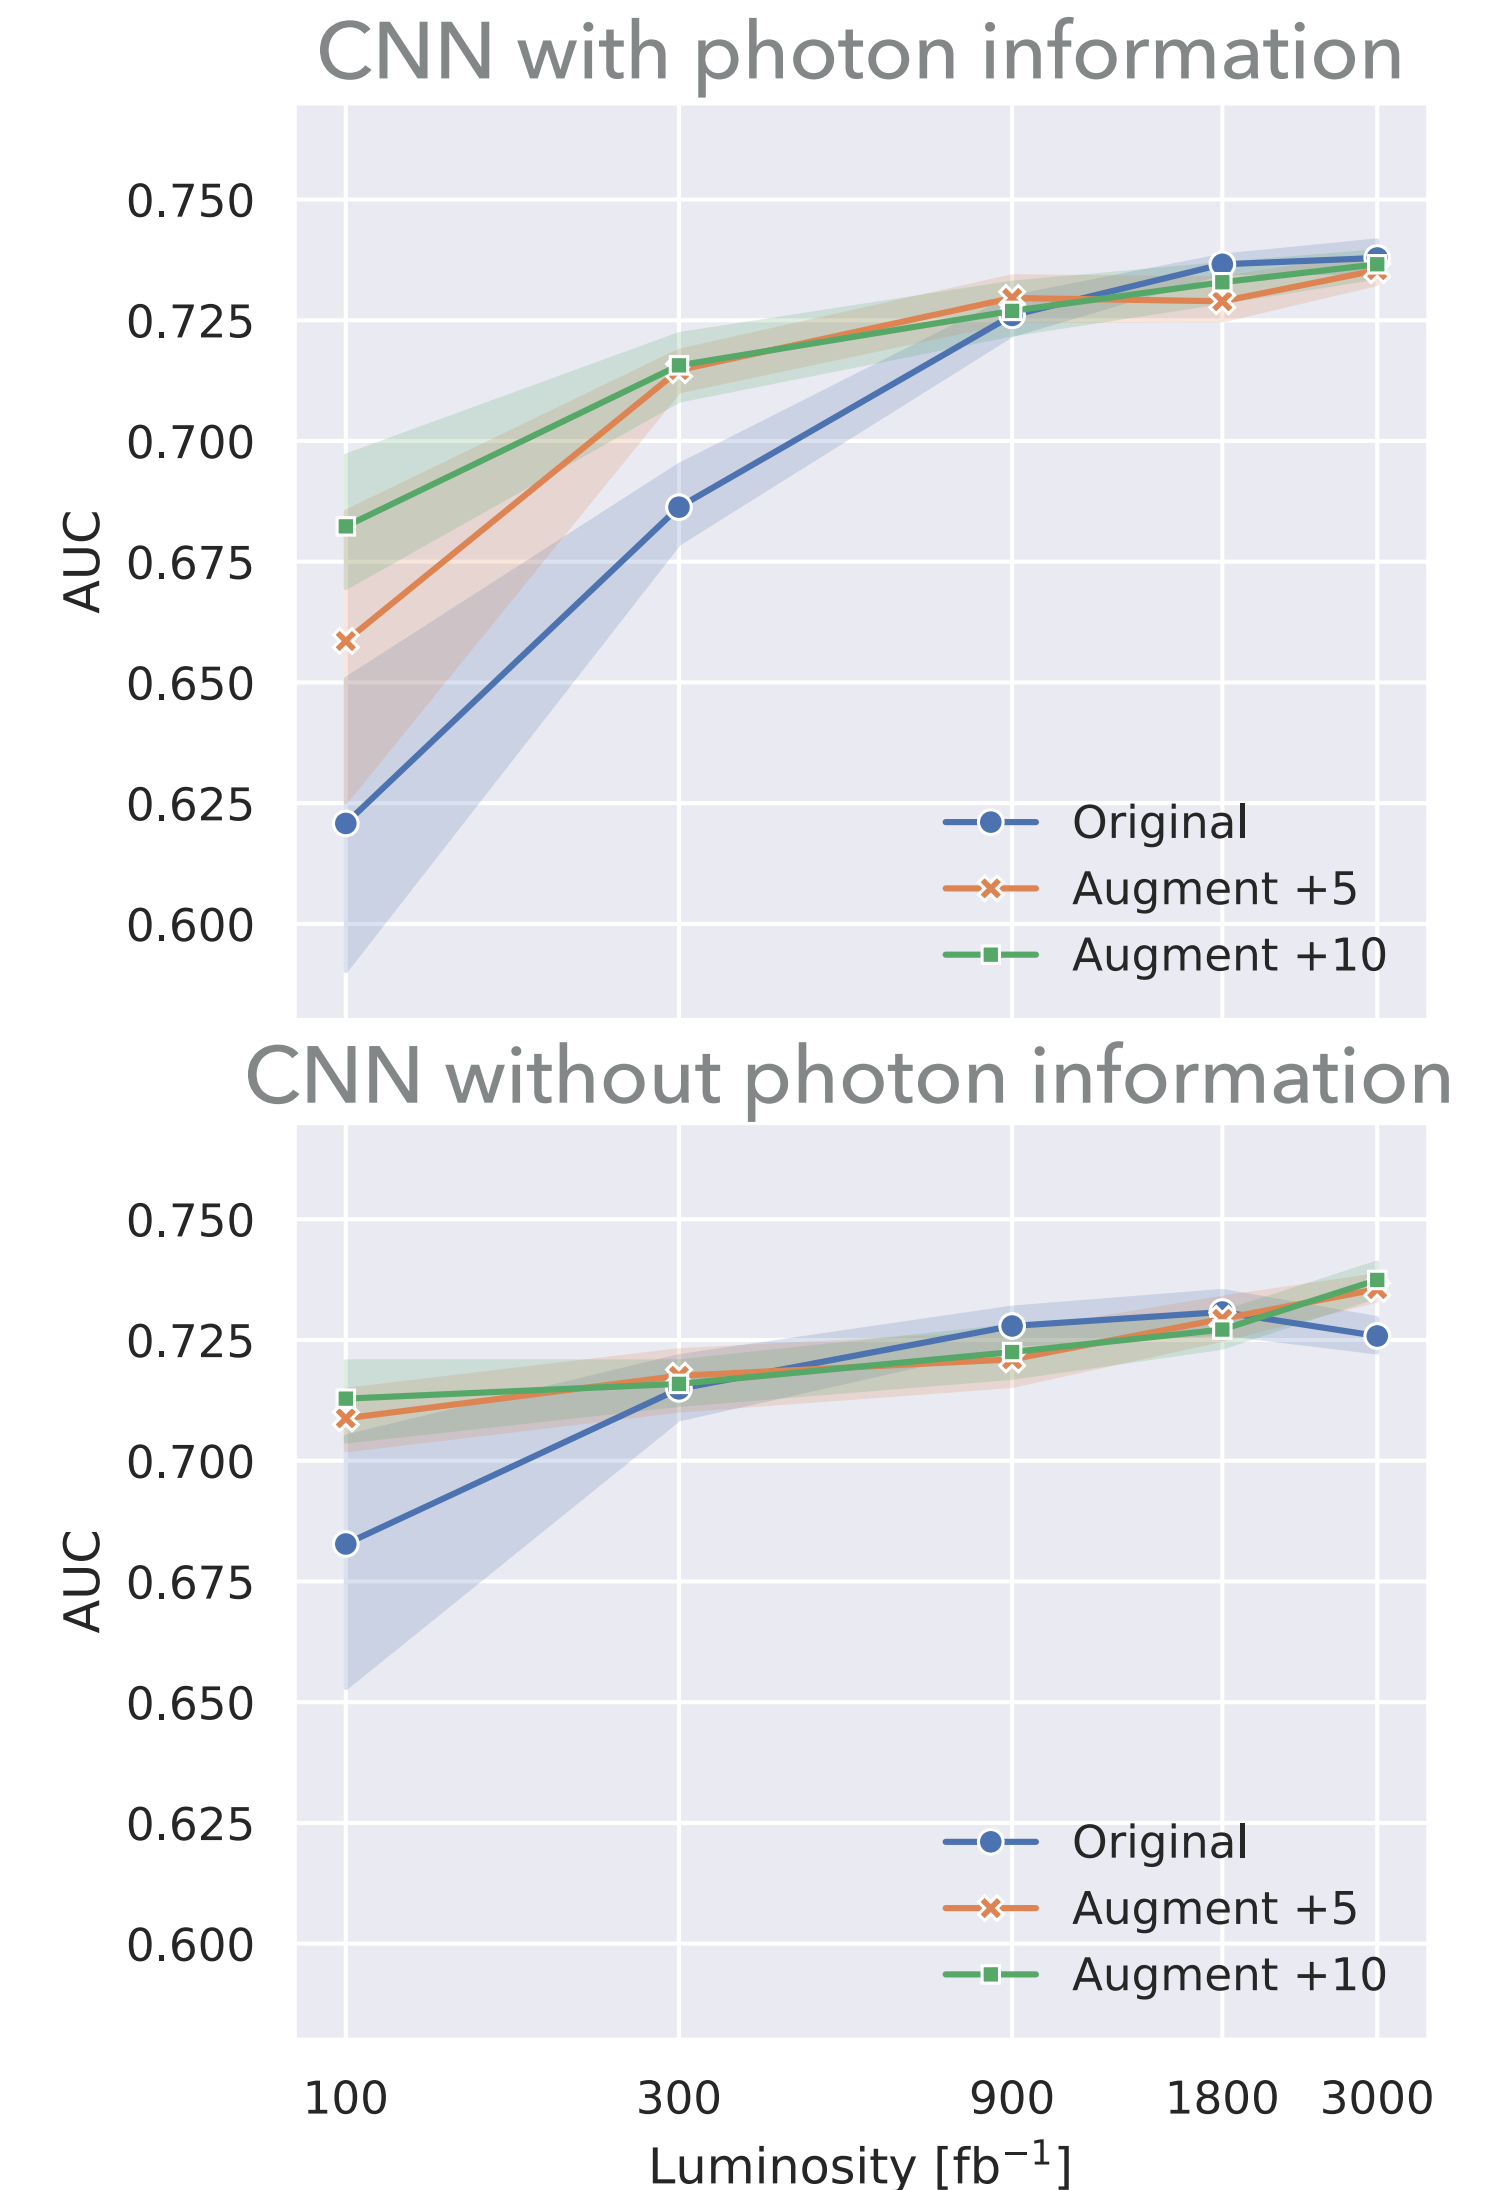 CNN with photon information
0.750
0.725
0.700
0.675
0.650
0.625
0.600
AUC
Original
Augment +5
Augment +10
CNN without photon information
0.750
0.725
0.700
0.675
0.650
0.625
0.600
AUC
Original
Augment +5
Augment +10
100 300 900 1800 3000
Luminosity [fb⁻¹]